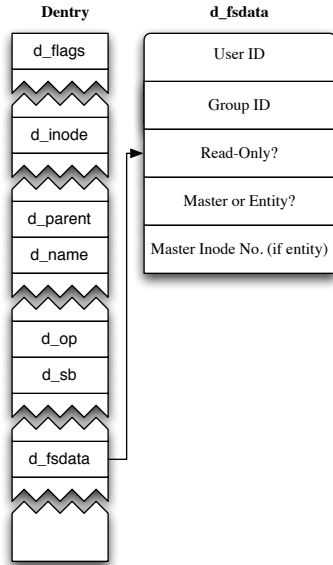 Dentry
d_flags
d_inode
d_parent
d_name
d_op
d_sb
d_fsdata
d_fsdata
User ID
Group ID
Read-Only?
Master or Entity?
Master Inode No. (if entity)